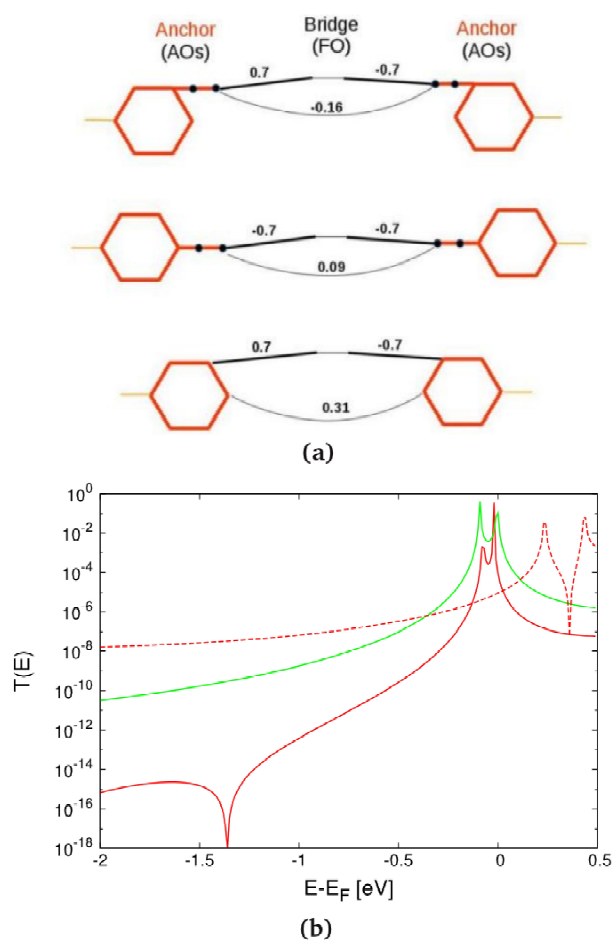 Anchor Bridge Anchor
(AOs) (FO) (AOs)
0.7 -0.7
-0.16
-0.7 -0.7
0.09
0.7 -0.7
0.31
(a)
10^0
10^-2
10^-4
10^-6
10^-8
10^-10
10^-12
10^-14
10^-16
10^-18
T(E)
-2 -1.5 -1 -0.5 0 0.5
E-E_F [eV]
(b)